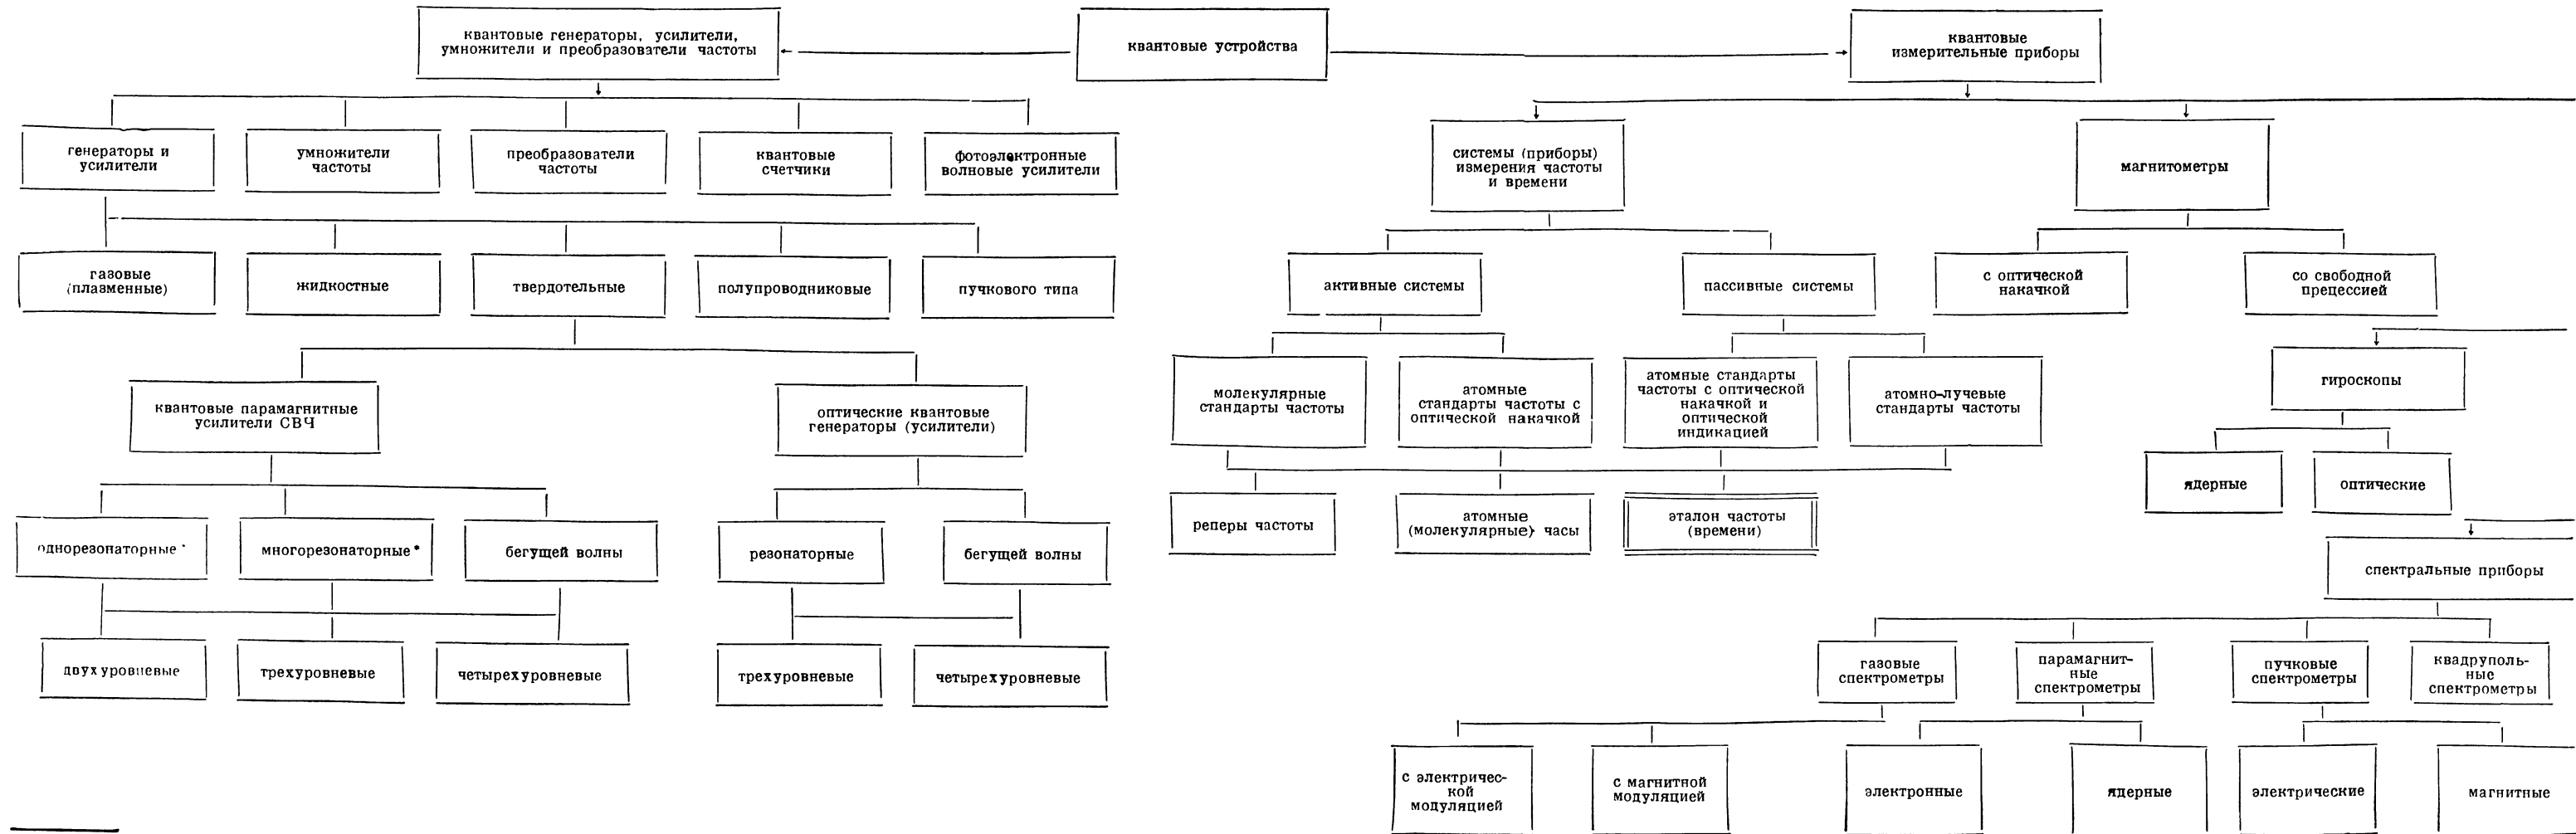 квантовые генераторы, усилители,
умножители и преобразователи частоты
квантовые устройства
квантовые
измерительные приборы
генераторы и
усилители
умножители
частоты
преобразователи
частоты
квантовые
счетчики
фотоэлектронные
волновые усилители
системы (приборы)
измерения частоты
и времени
магнитометры
газовые
(плазменные)
жидкостные
твердотельные
полупроводниковые
пучкового типа
активные системы
пассивные системы
с оптической
накачкой
со свободной
прецессией
квантовые парамагнитные
усилители СВЧ
оптические квантовые
генераторы (усилители)
молекулярные
стандарты частоты
атомные
стандарты частоты с
оптической накачкой
атомные стандарты
частоты с оптической
накачкой и
оптической
индикацией
атомно-лучевые
стандарты частоты
гироскопы
ядерные
оптические
однорезонаторные*
многорезонаторные*
бегущей волны
резонаторные
бегущей волны
реперы частоты
атомные
(молекулярные) часы
эталон частоты
(времени)
спектральные приборы
двухуровневые
трехуровневые
четырехуровневые
трехуровневые
четырехуровневые
газовые
спектрометры
парамагнит-
ные
спектрометры
пучковые
спектрометры
квадруполь-
ные
спектрометры
с электричес-
кой
модуляцией
с магнитной
модуляцией
электронные
ядерные
электрические
магнитные